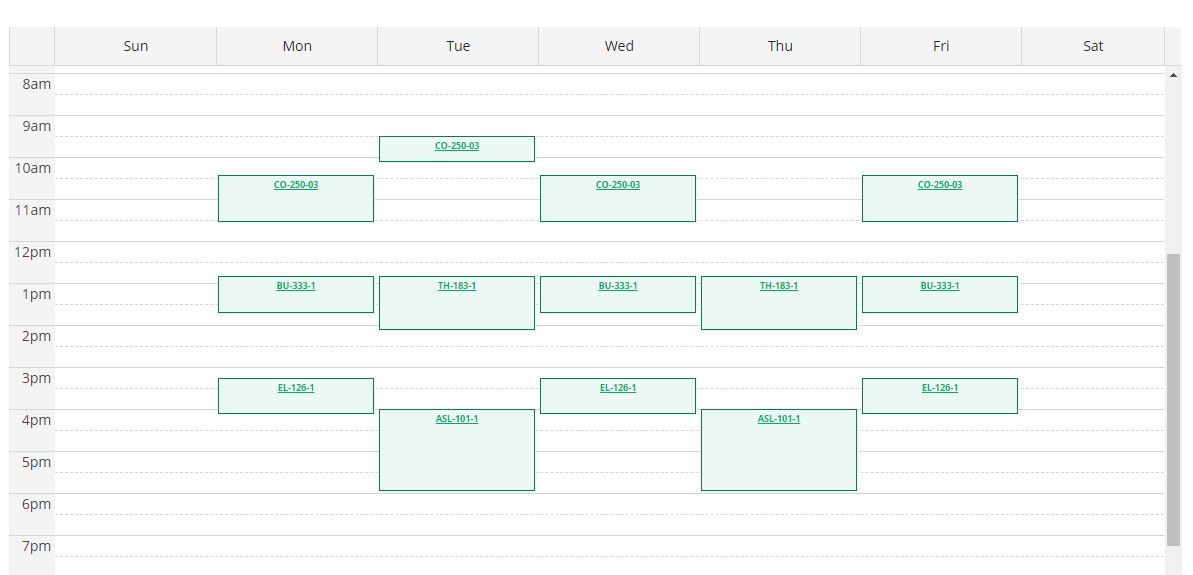 Sun Mon Tue Wed Thu Fri Sat
8am
9am
CO-250-03
10am
CO-250-03 CO-250-03 CO-250-03
11am
12pm
BU-333-1 TH-183-1 BU-333-1 TH-183-1 BU-333-1
1pm
2pm
3pm
EL-126-1 EL-126-1 EL-126-1
4pm
ASL-101-1 ASL-101-1
5pm
6pm
7pm